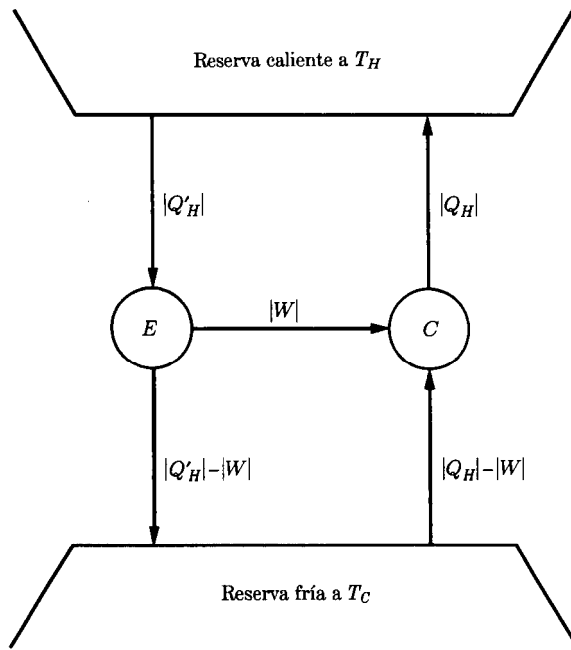 Reserva caliente a T_H
|Q'_H|
|Q_H|
E
|W|
C
|Q'_H|–|W|
|Q_H|–|W|
Reserva fría a T_C